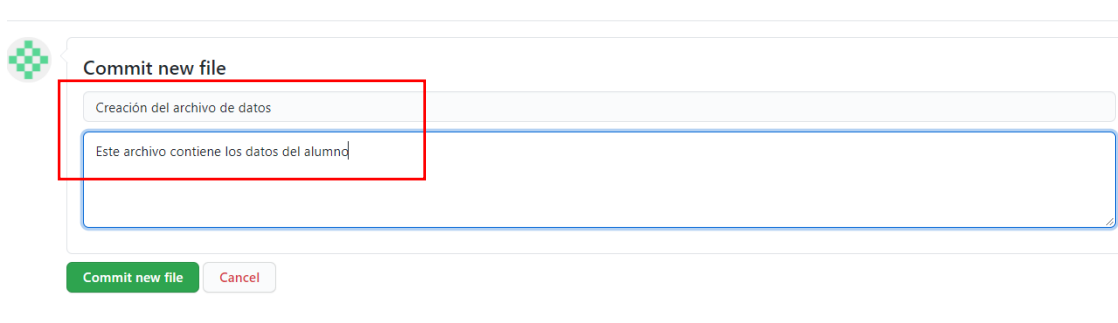 Commit new file
Creación del archivo de datos
Este archivo contiene los datos del alumno
Commit new file
Cancel